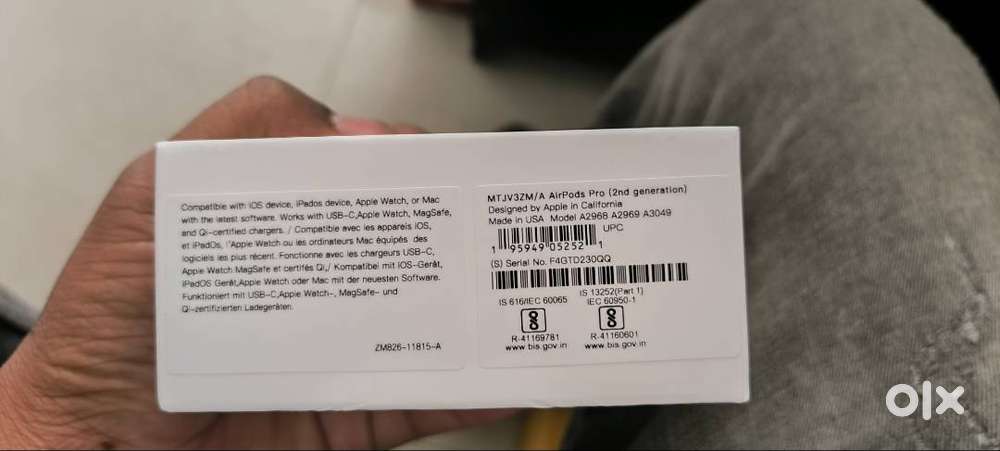 Compatible with iOS device, iPados device, Apple Watch, or Mac
with the latest software. Works with USB-C,Apple Watch, MagSafe,
and Qi-certified chargers. / Compatible avec les appareils iOS,
et iPadOs, l'Apple Watch ou les ordinateurs Mac équipés des
logiciels les plus récent. Fonctionne avec les chargeurs USB-C,
Apple Watch MagSafe et certifés Qi,/ Kompatibel mit iOS-Gerät,
IPadOS Gerät,Apple Watch oder Mac mit der neuesten Software.
Funktioniert mit USB-C,Apple Watch-, MagSafe- und
Qi-zertifizierten Ladegeräten.
ZM826-11815-A
MTJV3ZM/A AirPods Pro (2nd generation)
Designed by Apple in California
Made in USA Model A2968 A2969 A3049
UPC
1 95949 05252 1
(S) Serial No. F4GTD230QQ
IS 616/IEC 60065
IS 13252(Part 1)
IEC 60950-1
R-41169781
www.bis.gov.in
R-41160601
www.bis.gov.in
olx